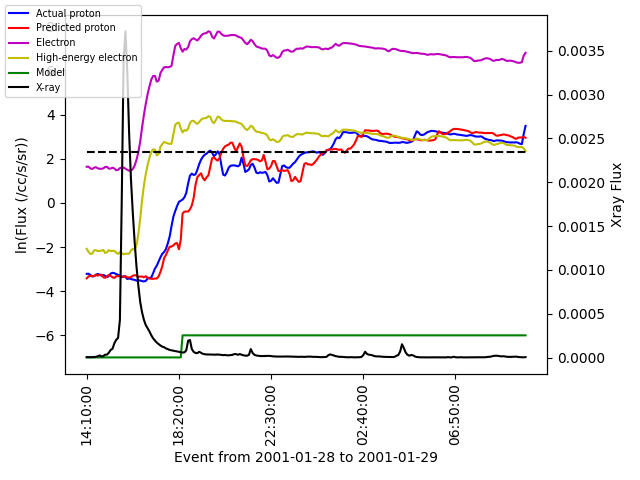 Actual proton
Predicted proton
Electron
High-energy electron
Model
X-ray
4
2
0
−2
−4
−6
ln(Flux (/cc/s/sr))
0.0035
0.0030
0.0025
0.0020
0.0015
0.0010
0.0005
0.0000
Xray Flux
14:10:00
18:20:00
22:30:00
02:40:00
06:50:00
Event from 2001-01-28 to 2001-01-29